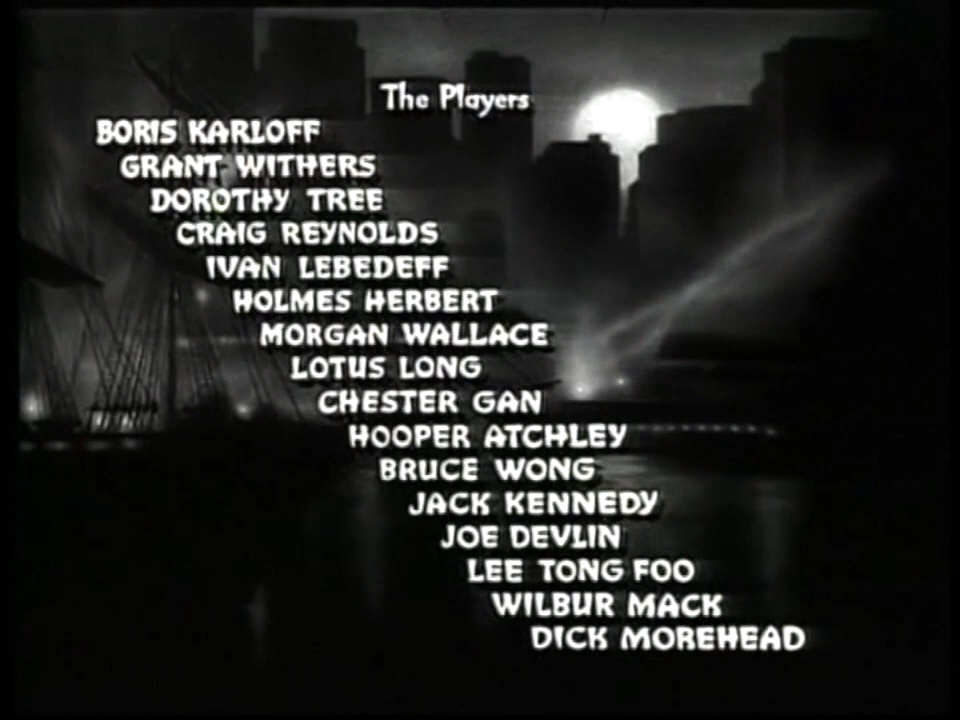 The Players
BORIS KARLOFF
GRANT WITHERS
DOROTHY TREE
CRAIG REYNOLDS
IVAN LEBEDEFF
HOLMES HERBERT
MORGAN WALLACE
LOTUS LONG
CHESTER GAN
HOOPER ATCHLEY
BRUCE WONG
JACK KENNEDY
JOE DEVLIN
LEE TONG FOO
WILBUR MACK
DICK MOREHEAD